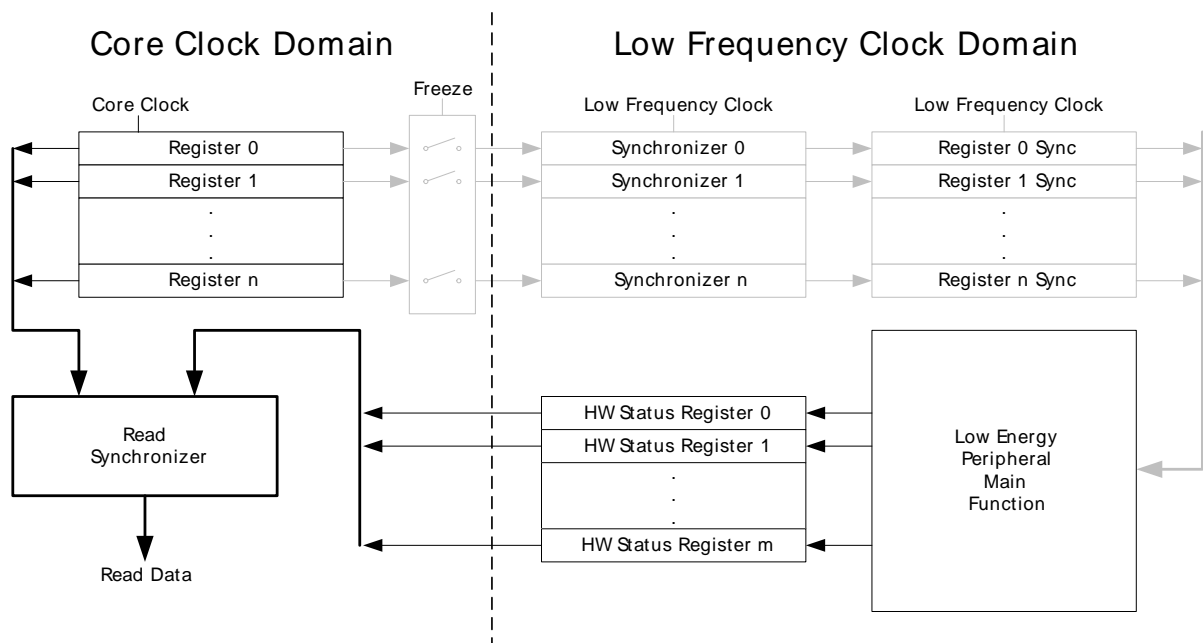 Core Clock Domain
Low Frequency Clock Domain
Freeze
Core Clock
Low Frequency Clock
Low Frequency Clock
Register 0
Synchronizer 0
Register 0 Sync
Register 1
Synchronizer 1
Register 1 Sync
.
.
.
.
.
.
.
.
.
Register n
Synchronizer n
Register n Sync
Read
Synchronizer
Read Data
HW Status Register 0
HW Status Register 1
.
.
.
HW Status Register m
Low Energy
Peripheral
Main
Function